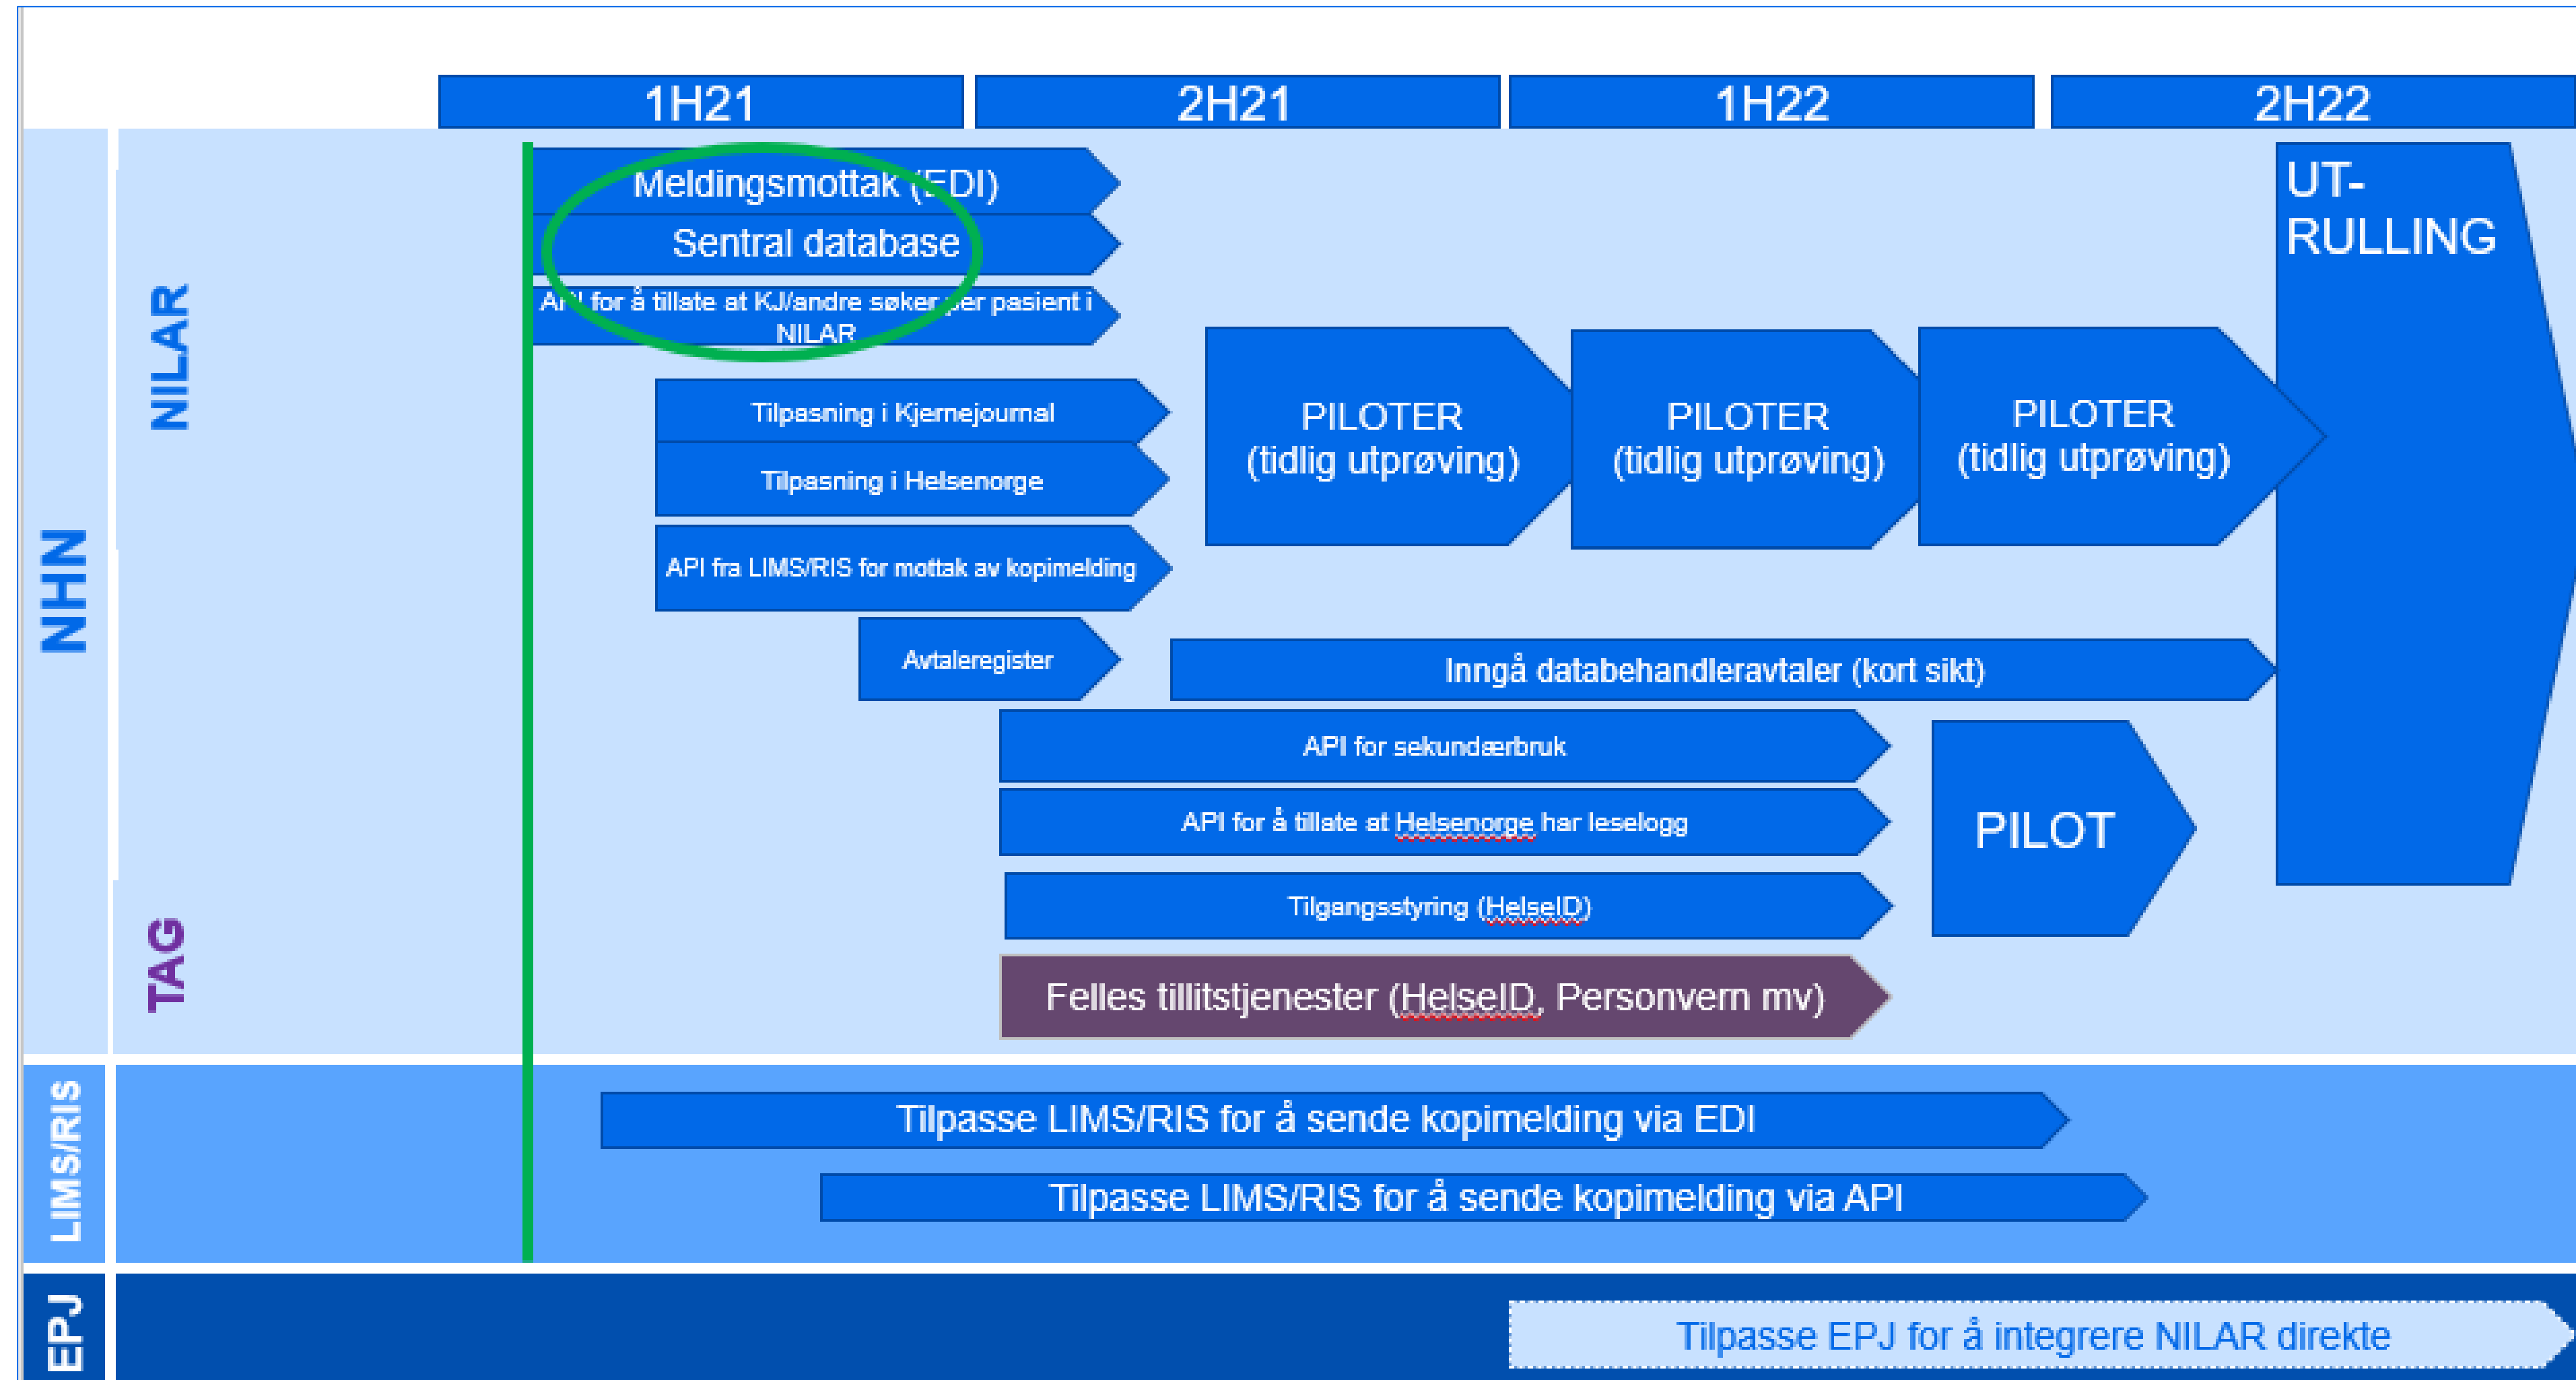 1H21
2H21
1H22
2H22
NHN
NILAR
Meldingsmottak (EDI)
Sentral database
API for å tillate at KJ/andre søker per pasient i
NILAR
Tilpasning i Kjernejournal
Tilpasning i Helsenorge
API fra LIMS/RIS for mottak av kopimelding
PILOTER
(tidlig utprøving)
PILOTER
(tidlig utprøving)
PILOTER
(tidlig utprøving)
UT-
RULLING
Avtaleregister
Inngå databehandleravtaler (kort sikt)
API for sekundærbruk
API for å tillate at Helsenorge har leselogg
PILOT
TAG
Tilgangsstyring (HelseID)
Felles tillitstjenester (HelseID, Personvern mv)
LIMS/RIS
Tilpasse LIMS/RIS for å sende kopimelding via EDI
Tilpasse LIMS/RIS for å sende kopimelding via API
EPJ
Tilpasse EPJ for å integrere NILAR direkte